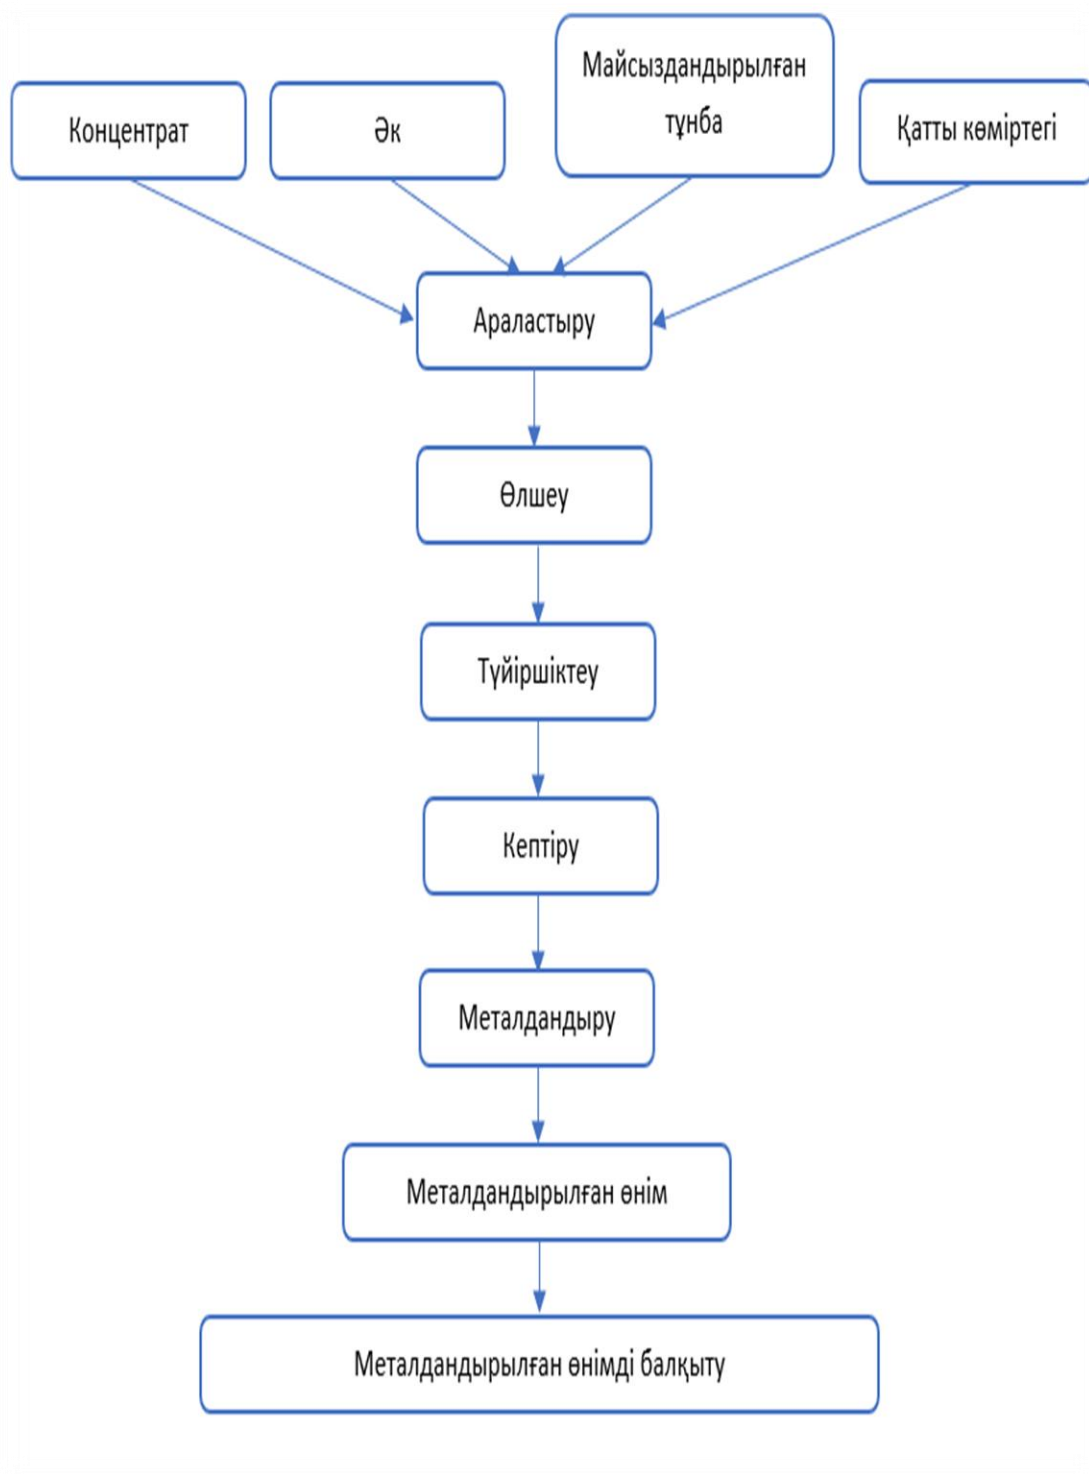 Концентрат
Әк
Майсыздандырылған
тұнба
Қатты көміртегі
Араластыру
Өлшеу
Түйіршіктеу
Кептіру
Металдандыру
Металдандырылған өнім
Металдандырылған өнімді балқыту